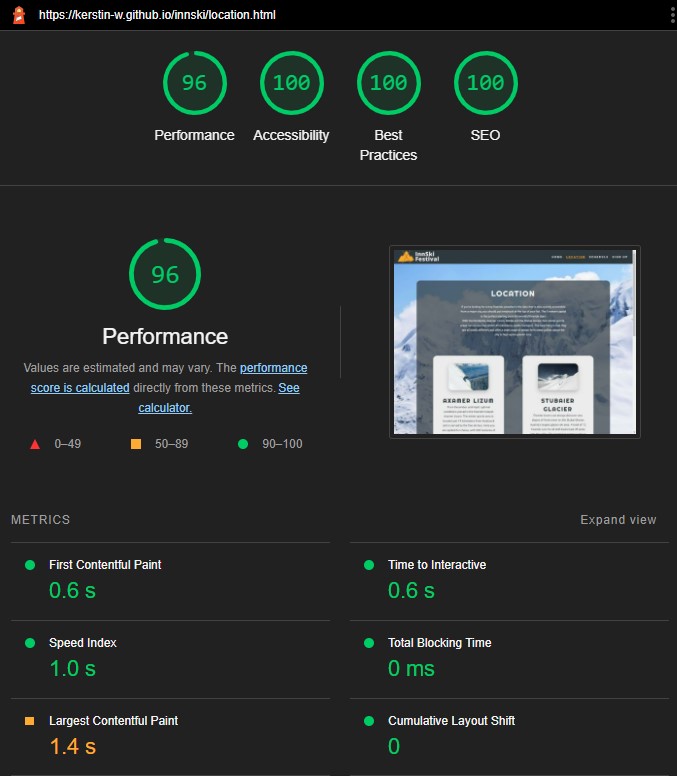 https://kerstin-w.github.io/innski/location.html
96 100 100 100
Performance Accessibility Best Practices SEO
96
Performance
Values are estimated and may vary. The performance
score is calculated directly from these metrics. See
calculator.
0–49 50–89 90–100
InnSki
Festival
HOME LOCATION SCHEDULE SIGN UP
LOCATION
AXAMER LIZUM
STUBAIER
GLACIER
METRICS Expand view
First Contentful Paint
0.6 s
Time to Interactive
0.6 s
Speed Index
1.0 s
Total Blocking Time
0 ms
Largest Contentful Paint
1.4 s
Cumulative Layout Shift
0